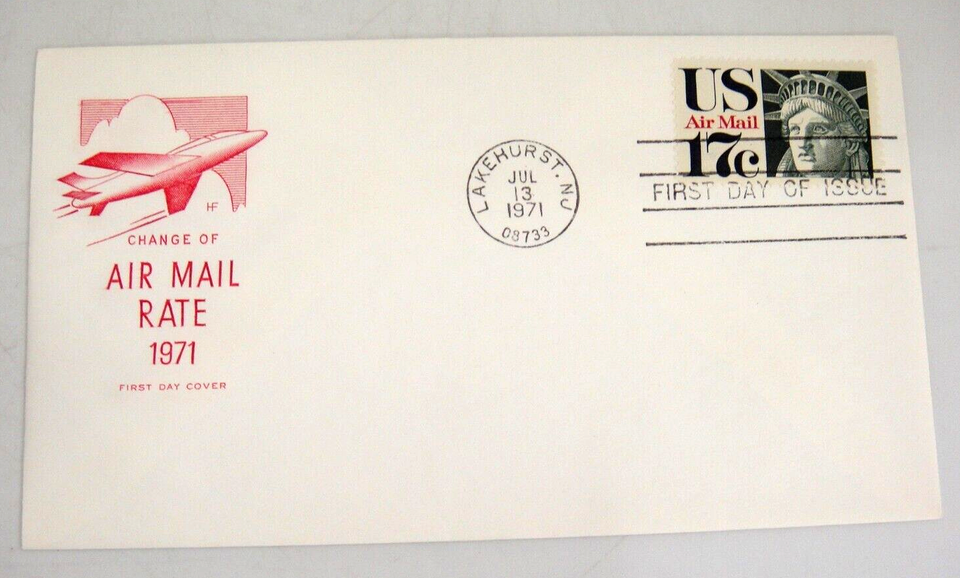 HF
CHANGE OF
AIR MAIL
RATE
1971
FIRST DAY COVER
LAKEHURST, NJ
JUL
13
1971
08733
US
Air Mail
17c
FIRST DAY OF ISSUE